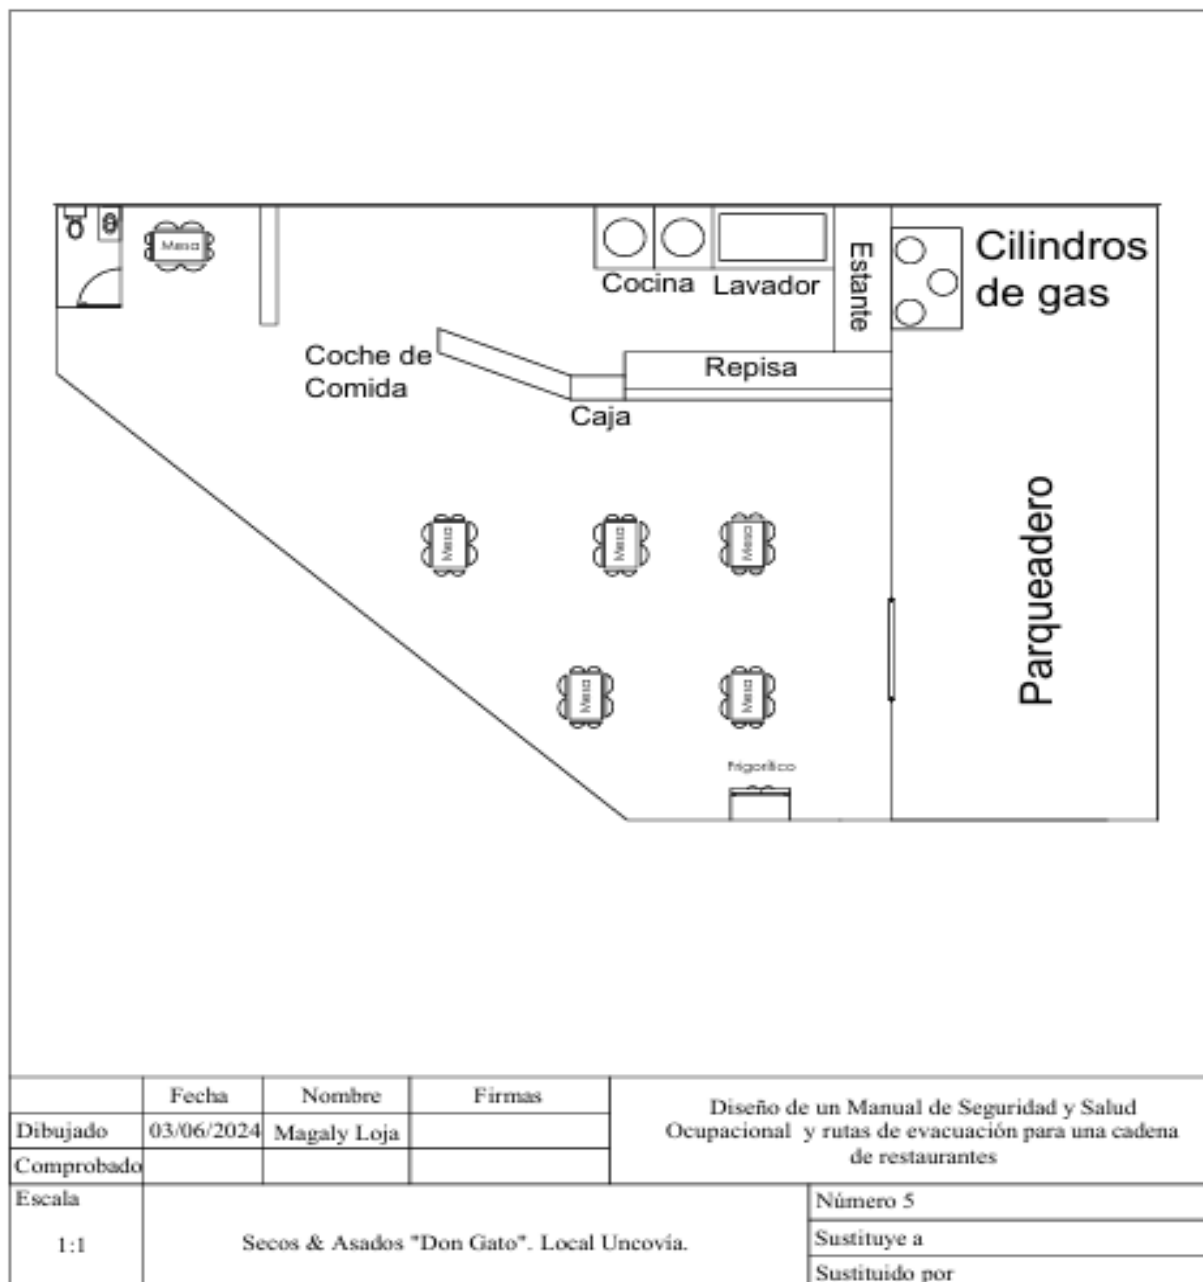 Mesa
Cocina
Lavador
Estante
Cilindros
de gas
Coche de
Comida
Repisa
Caja
Mesa
Mesa
Mesa
Parqueadero
Mesa
Mesa
Frigorífico
Fecha
Nombre
Firmas
Dibujado
03/06/2024
Magaly Loja
Comprobado
Diseño de un Manual de Seguridad y Salud
Ocupacional y rutas de evacuación para una cadena
de restaurantes
Escala
1:1
Secos & Asados "Don Gato". Local Uncovía.
Número 5
Sustituye a
Sustituido por